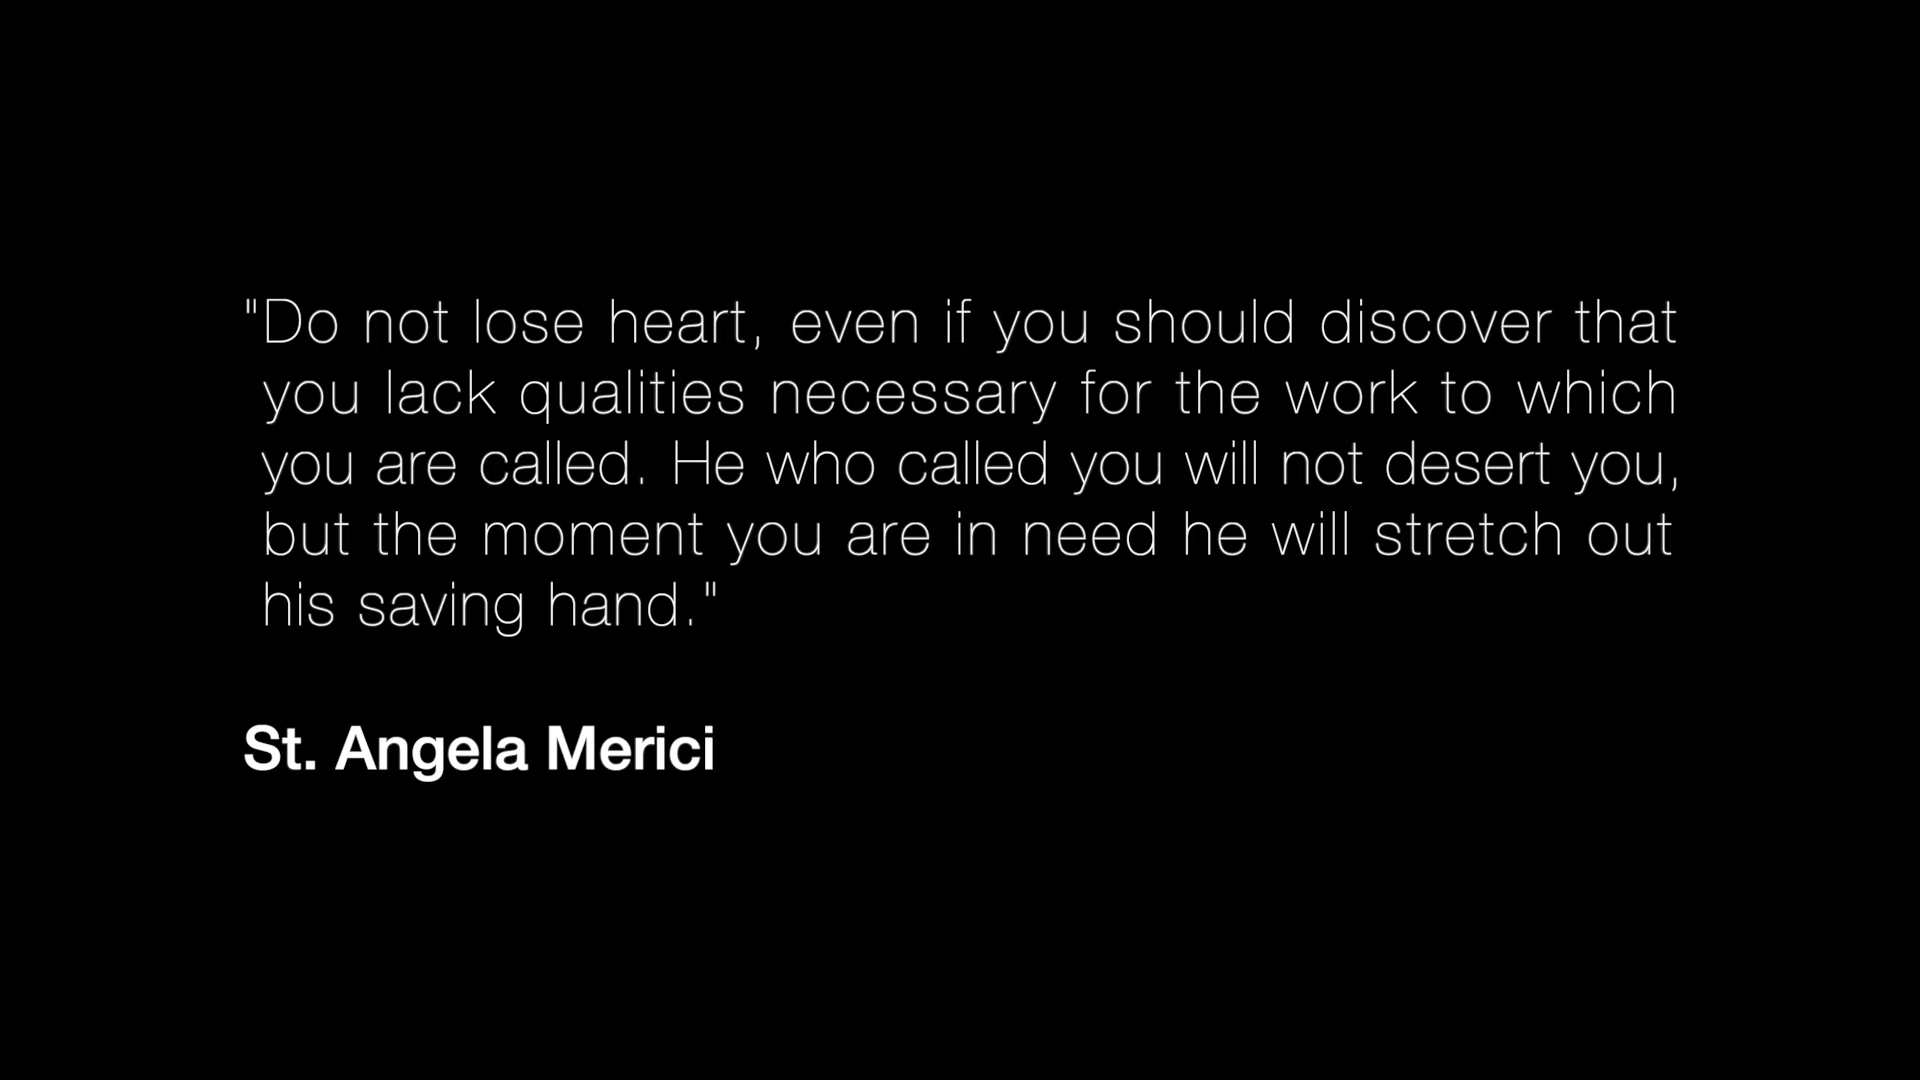 "Do not lose heart, even if you should discover that
you lack qualities necessary for the work to which
you are called. He who called you will not desert you,
but the moment you are in need he will stretch out
his saving hand."
St. Angela Merici